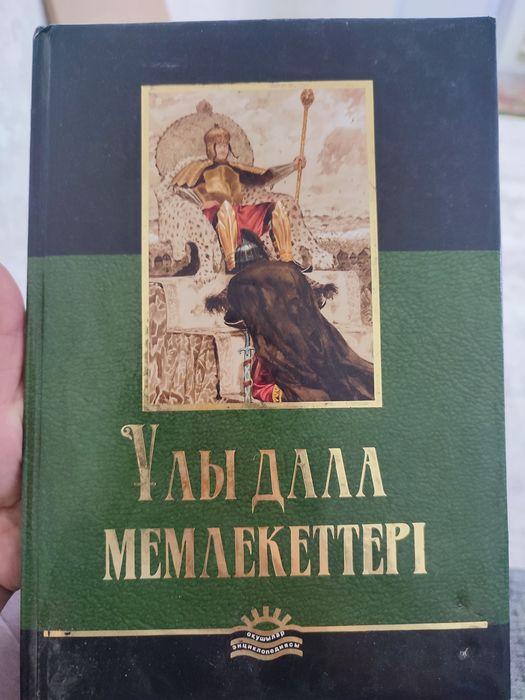 ҰЛЫ ДАЛА
МЕМЛЕКЕТТЕРІ
оқушылар
энциклопедиясы